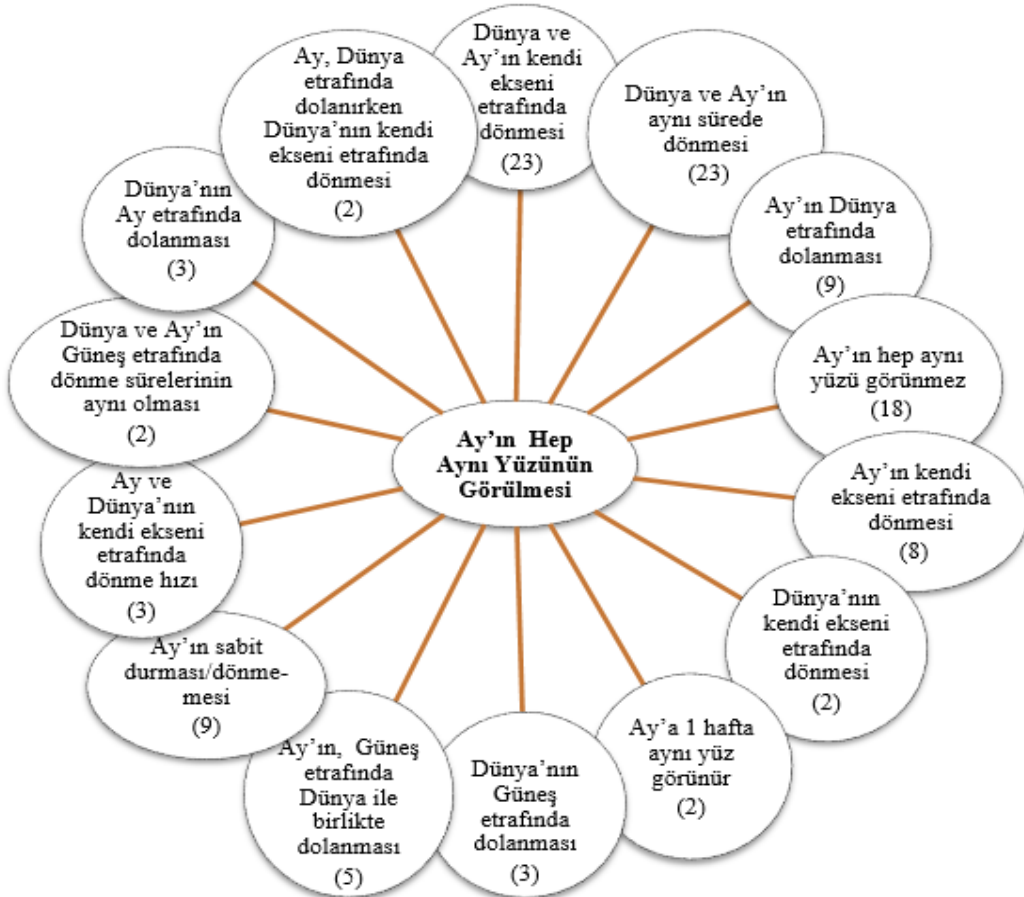 Dünya ve
Ay’ın kendi
ekseni
etrafında
dönmesi
(23)
Dünya ve Ay’ın
aynı sürede
dönmesi
(23)
Ay’ın Dünya
etrafında
dolanması
(9)
Ay’ın hep aynı
yüzü görünmez
(18)
Ay’ın kendi
ekseni etrafında
dönmesi
(8)
Dünya’nın
kendi ekseni
etrafında
dönmesi
(2)
Ay’a 1 hafta
aynı yüz
görünür
(2)
Dünya’nın
Güneş
etrafında
dolanması
(3)
Ay’ın, Güneş
etrafında
Dünya ile
birlikte
dolanması
(5)
Ay’ın sabit
durması/dönme-
mesi
(9)
Ay ve
Dünya’nın
kendi ekseni
etrafında
dönme hızı
(3)
Dünya ve Ay’ın
Güneş etrafında
dönme sürelerinin
aynı olması
(2)
Dünya’nın
Ay etrafında
dolanması
(3)
Ay, Dünya
etrafında
dolanırken
Dünya’nın kendi
ekseni etrafında
dönmesi
(2)
Ay’ın Hep
Aynı Yüzünün
Görülmesi